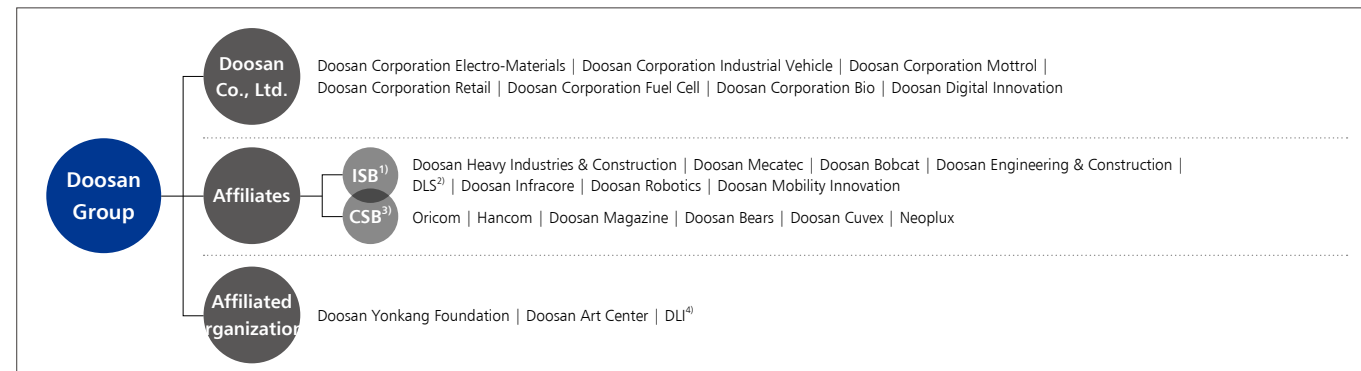 Doosan
Group
Doosan
Co., Ltd.
Doosan Corporation Electro-Materials | Doosan Corporation Industrial Vehicle | Doosan Corporation Mottrol |
Doosan Corporation Retail | Doosan Corporation Fuel Cell | Doosan Corporation Bio | Doosan Digital Innovation
Affiliates
ISB1)
Doosan Heavy Industries & Construction | Doosan Mecatec | Doosan Bobcat | Doosan Engineering & Construction |
DLS2) | Doosan Infracore | Doosan Robotics | Doosan Mobility Innovation
CSB3)
Oricom | Hancom | Doosan Magazine | Doosan Bears | Doosan Cuvex | Neoplux
Affiliated
rganization
Doosan Yonkang Foundation | Doosan Art Center | DLI4)